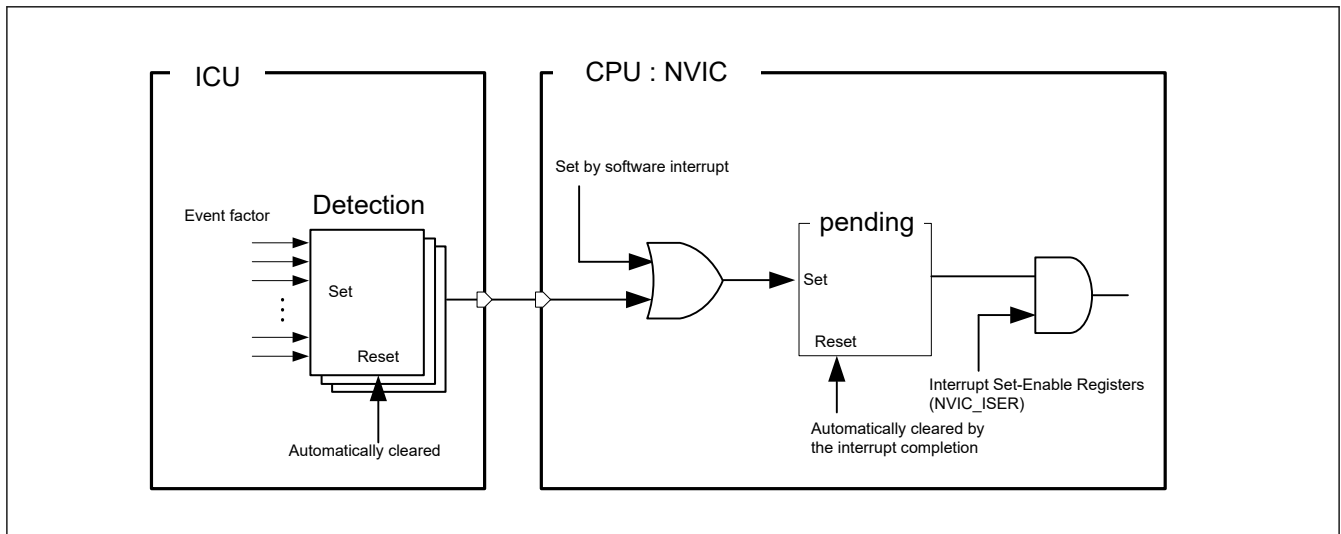 ICU
CPU : NVIC
Set by software interrupt
Detection
Event factor
Set
Reset
Automatically cleared
pending
Set
Reset
Automatically cleared by
the interrupt completion
Interrupt Set-Enable Registers
(NVIC_ISER)